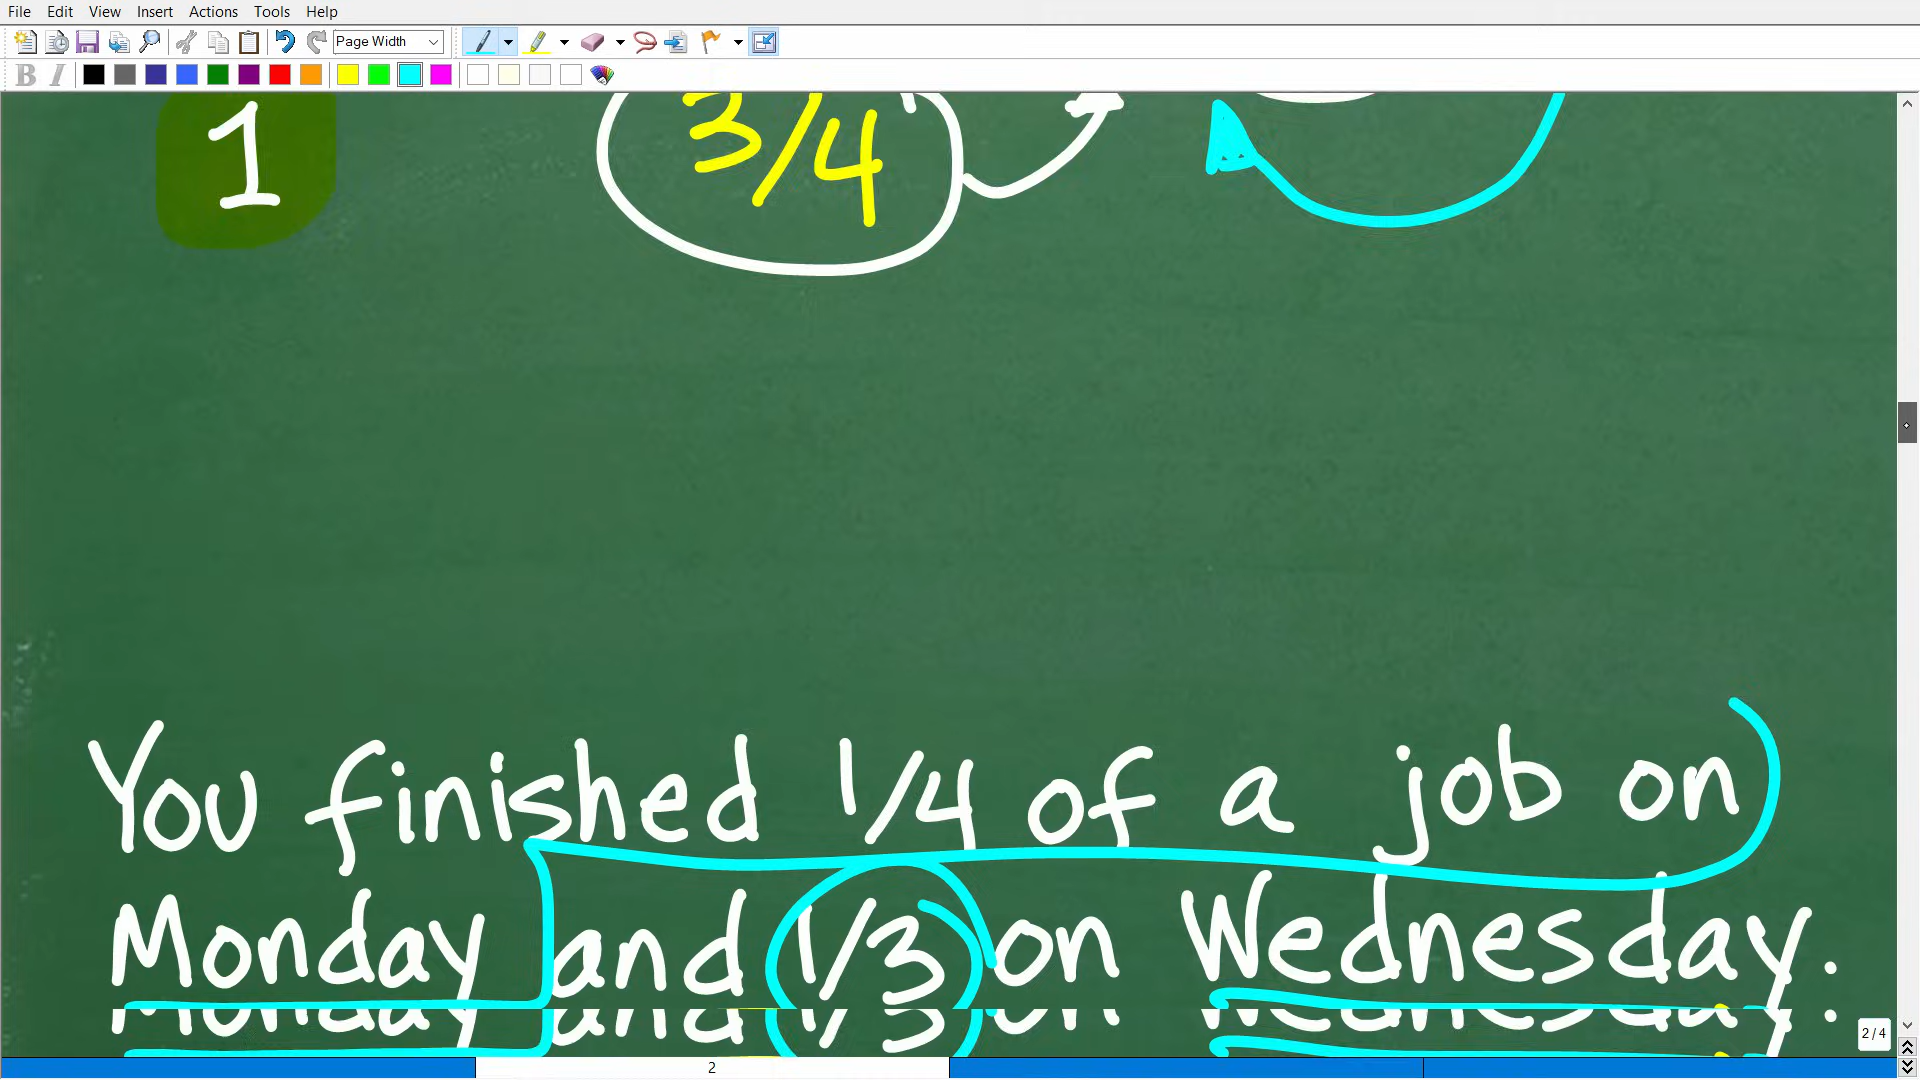 File Edit View Insert Actions Tools Help
Page Width
B I
1
3/4
You finished 1/4 of a job on
Monday and 1/3 on Wednesday.
2/4
2